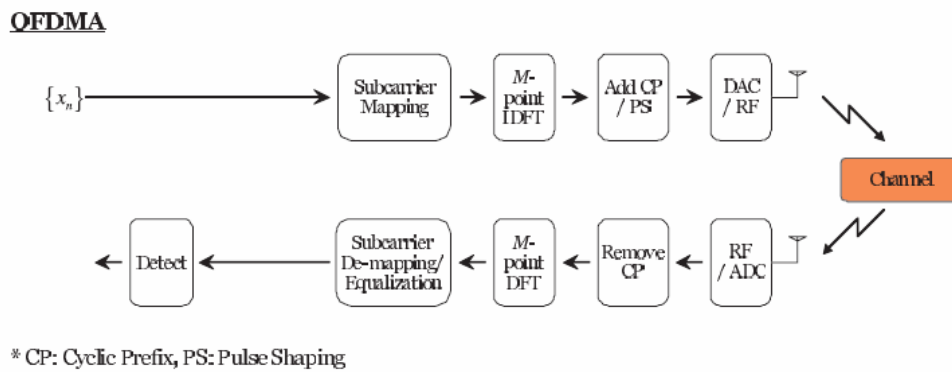 OFDMA
{xn}
Subcarrier
Mapping
M-
point
IDFT
Add CP
/ PS
DAC
/ RF
Channel
Detect
Subcarrier
De-mapping/
Equalization
M-
point
DFT
Remove
CP
RF
/ ADC
* CP: Cyclic Prefix, PS: Pulse Shaping